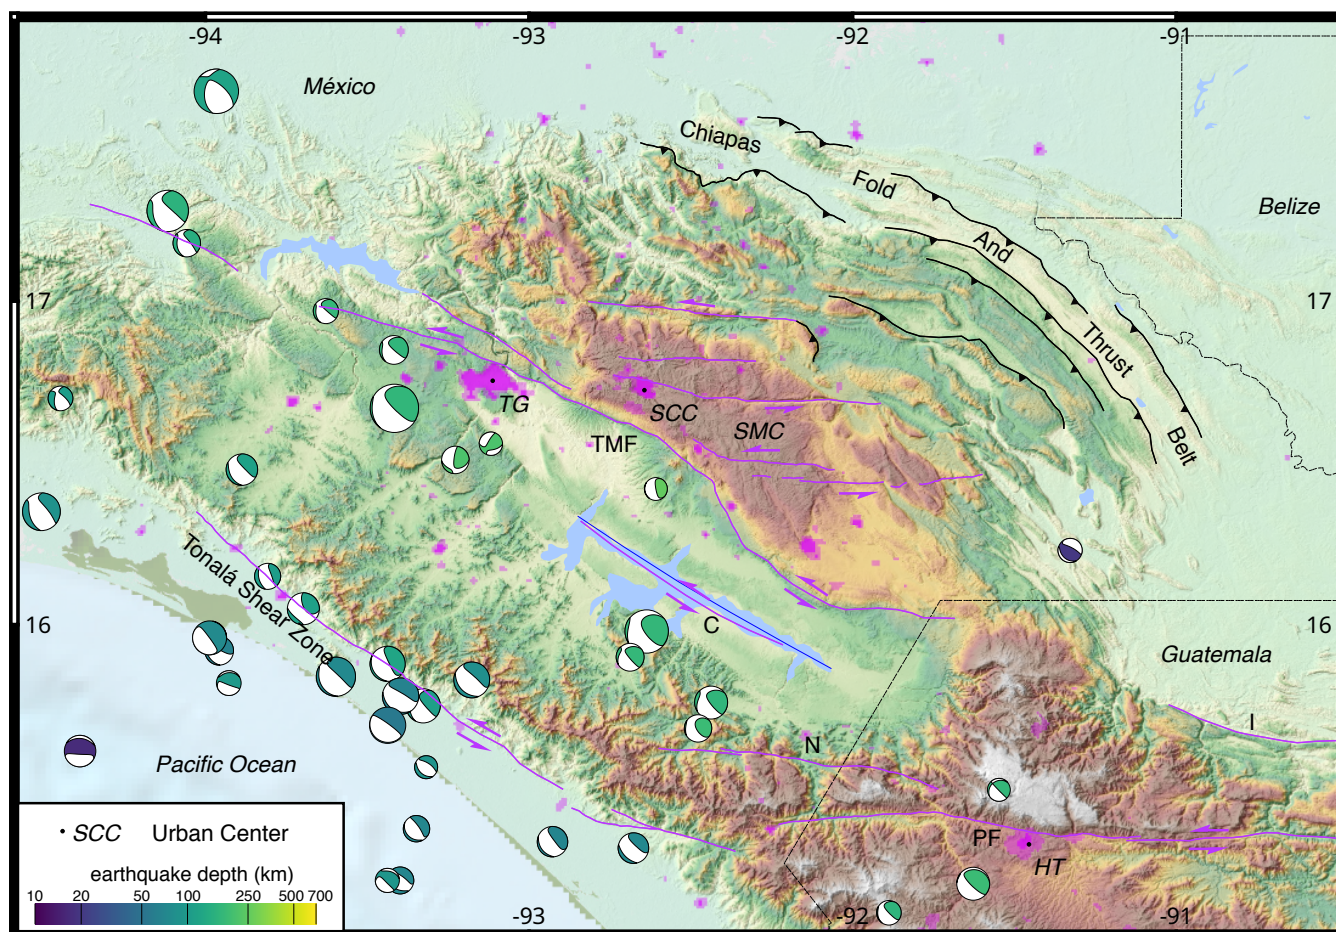 -94
-93
-92
-91
México
Chiapas
Fold
And
Thrust
Belt
Belize
17
17
TG
SCC
SMC
TMF
Tonalá Shear Zone
16
16
C
Guatemala
I
N
Pacific Ocean
PF
HT
SCC Urban Center
earthquake depth (km)
10 20 50 100 250 500 700
-93
-92
-91